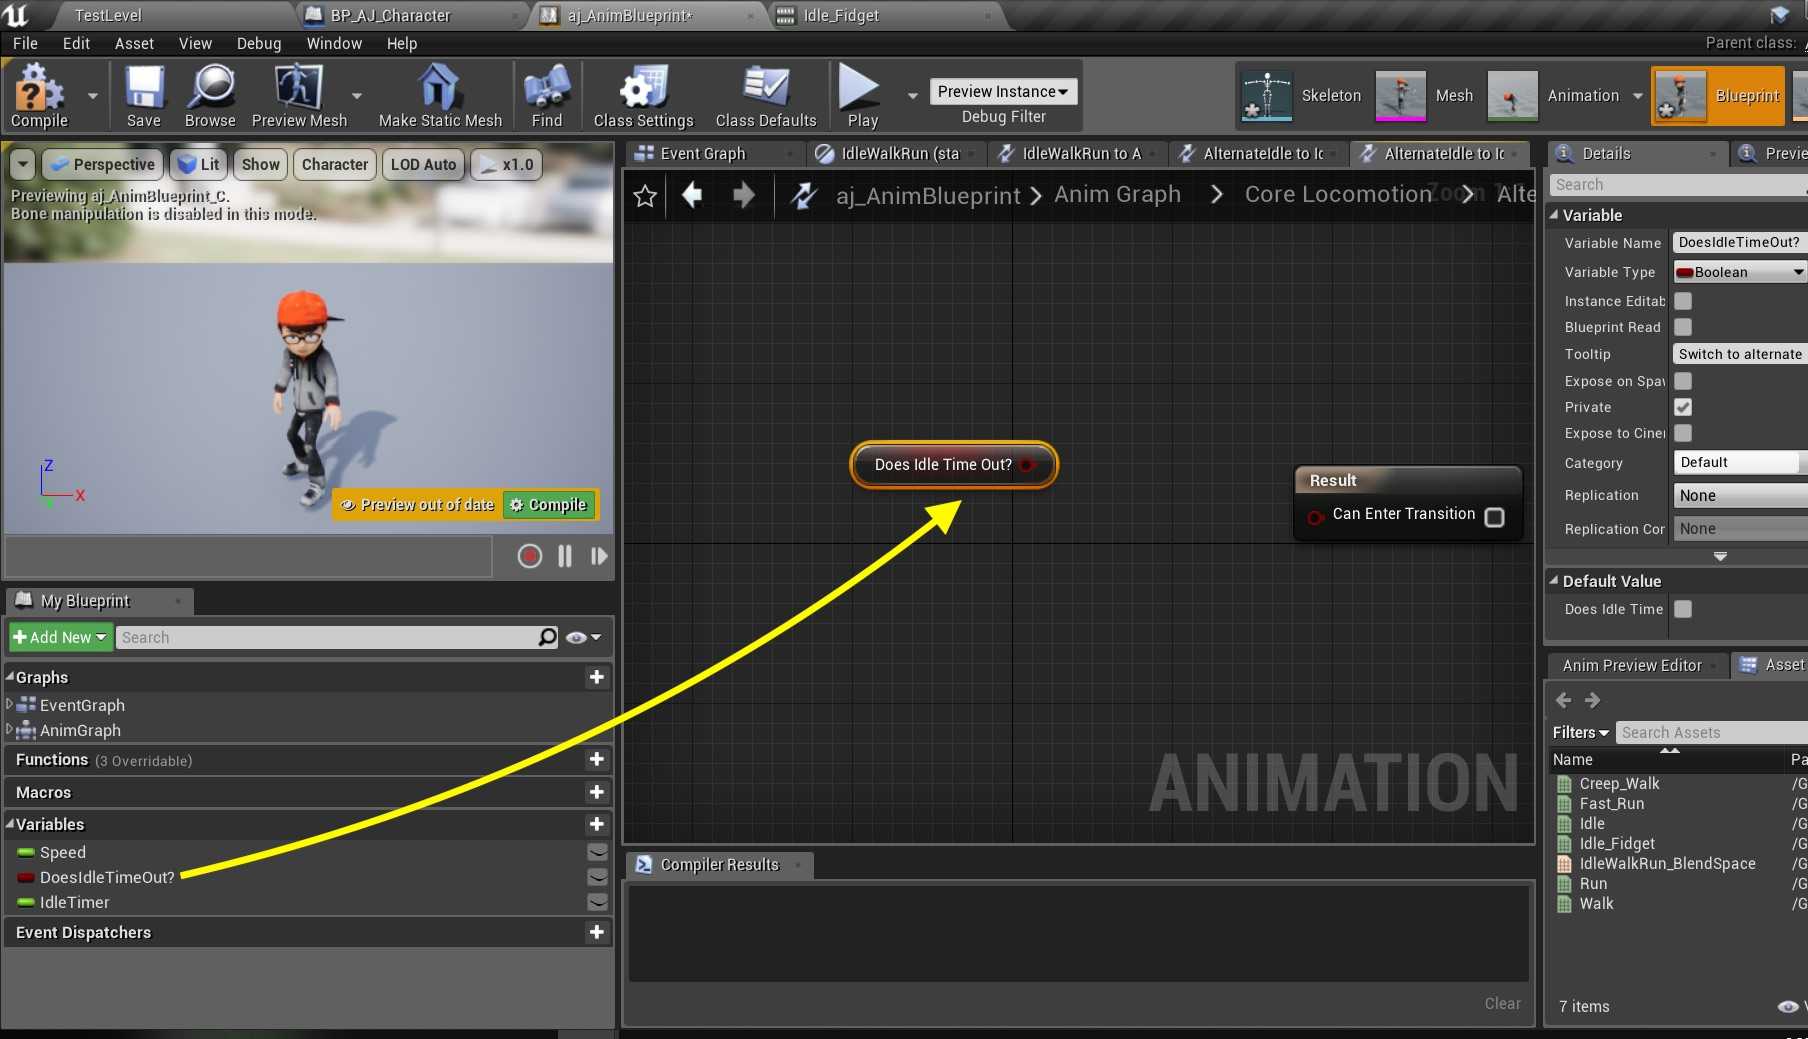 TestLevel
BP_AJ_Character
aj_AnimBlueprint*
Idle_Fidget
File
Edit
Asset
View
Debug
Window
Help
Parent class:
Compile
Save
Browse
Preview Mesh
Make Static Mesh
Find
Class Settings
Class Defaults
Play
Preview Instance
Debug Filter
Skeleton
Mesh
Animation
Blueprint
Perspective
Lit
Show
Character
LOD Auto
x1.0
Previewing aj_AnimBlueprint_C.
Bone manipulation is disabled in this mode.
Z
X
Preview out of date
Compile
My Blueprint
Add New
Search
Graphs
EventGraph
AnimGraph
Functions (3 Overridable)
Macros
Variables
Speed
DoesIdleTimeOut?
IdleTimer
Event Dispatchers
Event Graph
IdleWalkRun (sta
IdleWalkRun to A
AlternateIdle to Ic
AlternateIdle to Ic
aj_AnimBlueprint
Anim Graph
Core Locomotion
Zoom
Alte
Does Idle Time Out?
Result
Can Enter Transition
ANIMATION
Compiler Results
Clear
Details
Previe
Search
Variable
Variable Name
DoesIdleTimeOut?
Variable Type
Boolean
Instance Editab
Blueprint Read
Tooltip
Switch to alternate
Expose on Spav
Private
Expose to Ciner
Category
Default
Replication
None
Replication Cor
None
Default Value
Does Idle Time
Anim Preview Editor
Asset
Filters
Search Assets
Name
Pa
Creep_Walk
/G
Fast_Run
/G
Idle
/G
Idle_Fidget
/G
IdleWalkRun_BlendSpace
/G
Run
/G
Walk
/G
7 items